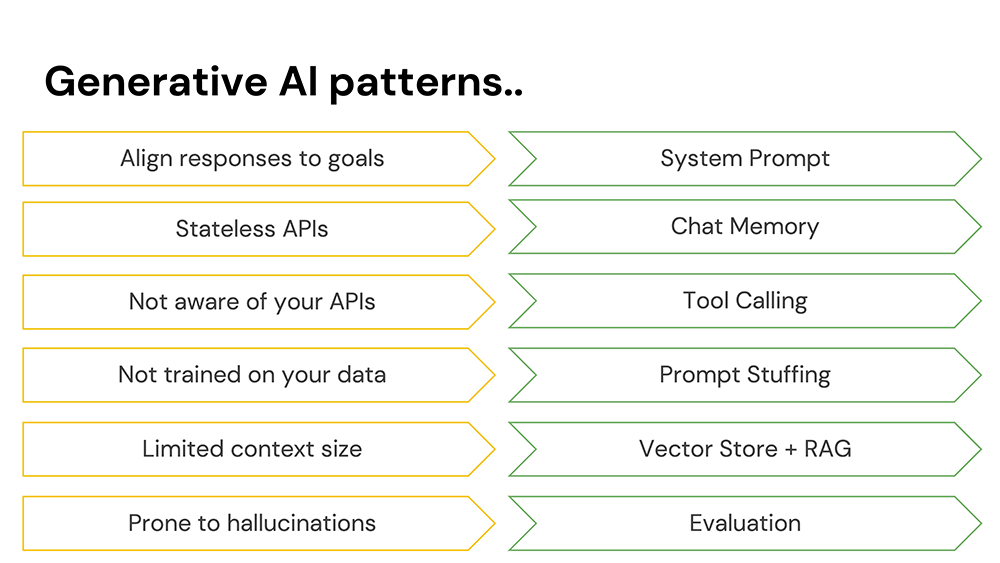 Generative AI patterns..
Align responses to goals
System Prompt
Stateless APIs
Chat Memory
Not aware of your APIs
Tool Calling
Not trained on your data
Prompt Stuffing
Limited context size
Vector Store + RAG
Prone to hallucinations
Evaluation